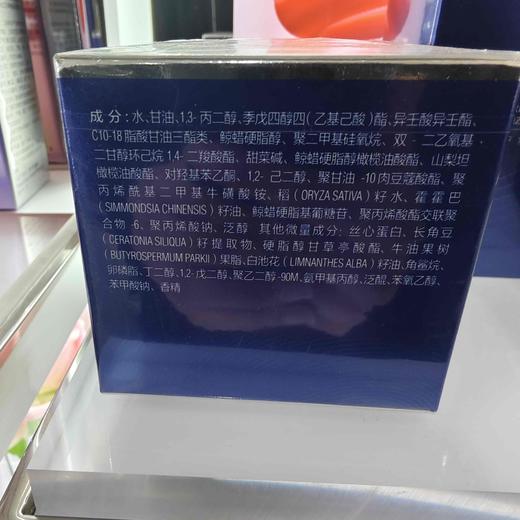 成 分: 水、甘油、1,3- 丙二醇、季戊四醇四(乙基己酸)酯、异壬酸异壬酯、
C10-18 脂酸甘油三酯类、鲸蜡硬脂醇、聚二甲基硅氧烷、双 - 二乙氧基
二甘醇环己烷 1,4- 二羧酸酯、甜菜碱、鲸蜡硬脂醇橄榄油酸酯、山梨坦
橄榄油酸酯、对羟基苯乙酮、1,2- 己二醇、聚甘油 -10 肉豆蔻酸酯、聚
丙烯酰基二甲基牛磺酸铵、稻 (ORYZA SATIVA) 籽水、霍霍巴
(SIMMONDSIA CHINENSIS) 籽油、鲸蜡硬脂基葡糖苷、聚丙烯酸酯交联聚
合物 -6、聚丙烯酸钠、泛醇 其他微量成分: 丝心蛋白、长角豆
(CERATONIA SILIQUA) 籽提取物、硬脂醇甘草亭酸酯、牛油果树
(BUTYROSPERMUM PARKII) 果脂、白池花 (LIMNANTHES ALBA) 籽油、角鲨烷、
卵磷脂、丁二醇、1,2- 戊二醇、聚乙二醇 -90M、氨甲基丙醇、泛醌、苯氧乙醇、
苯甲酸钠、香精